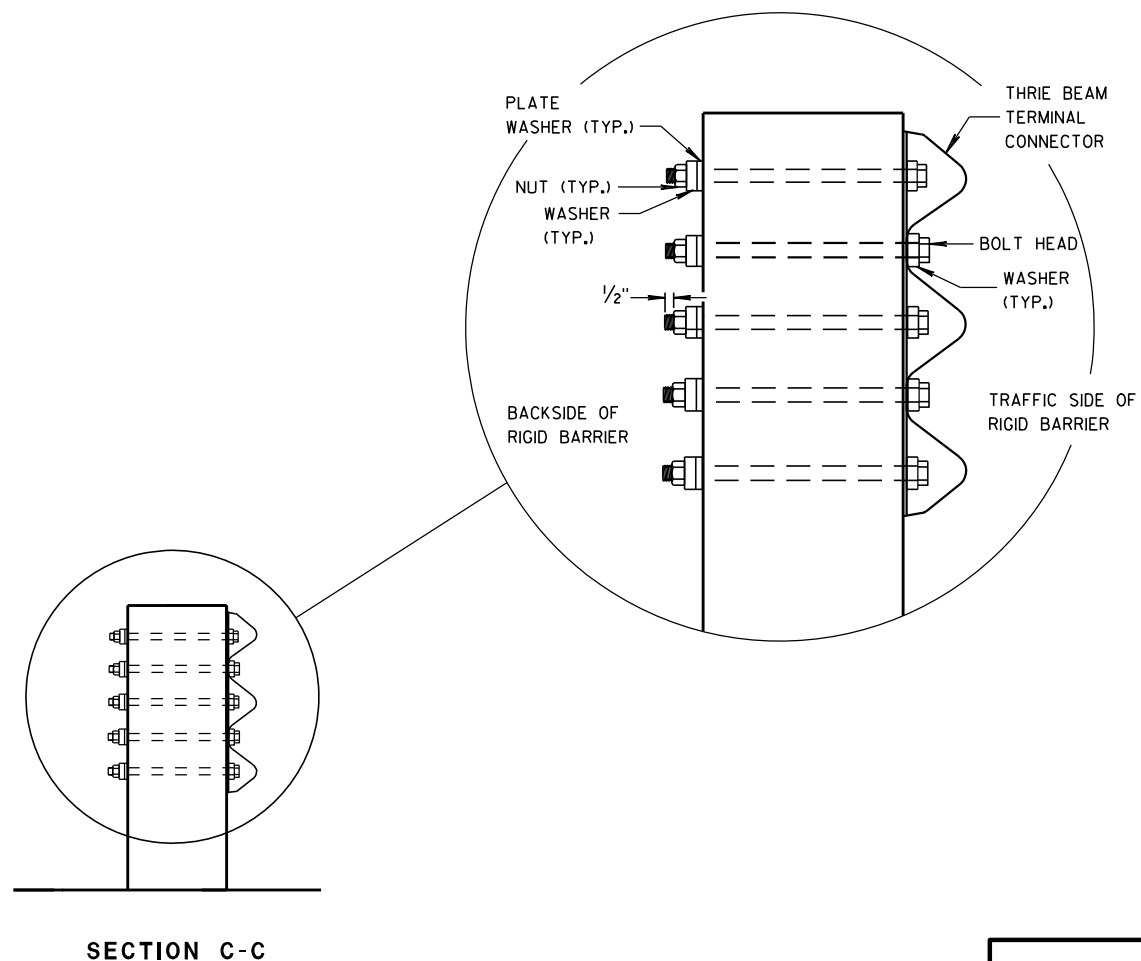 PLATE
WASHER (TYP.)
NUT (TYP.)
WASHER
(TYP.)
1/2"
BACKSIDE OF
RIGID BARRIER
THRIE BEAM
TERMINAL
CONNECTOR
BOLT HEAD
WASHER
(TYP.)
TRAFFIC SIDE OF
RIGID BARRIER
SECTION C-C